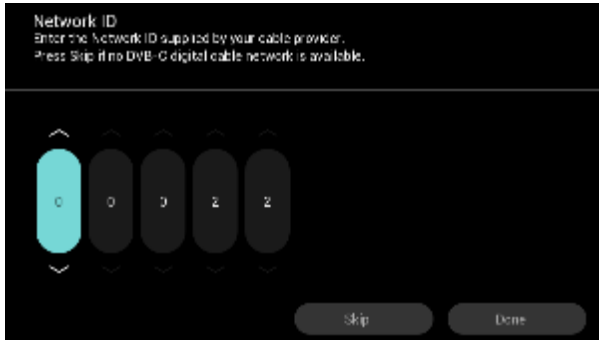 Network ID
Enter the Network ID supplied by your cable provider.
Press Skip if no DVB-C digital cable network is available.
0 0 0 2 2
Skip Done